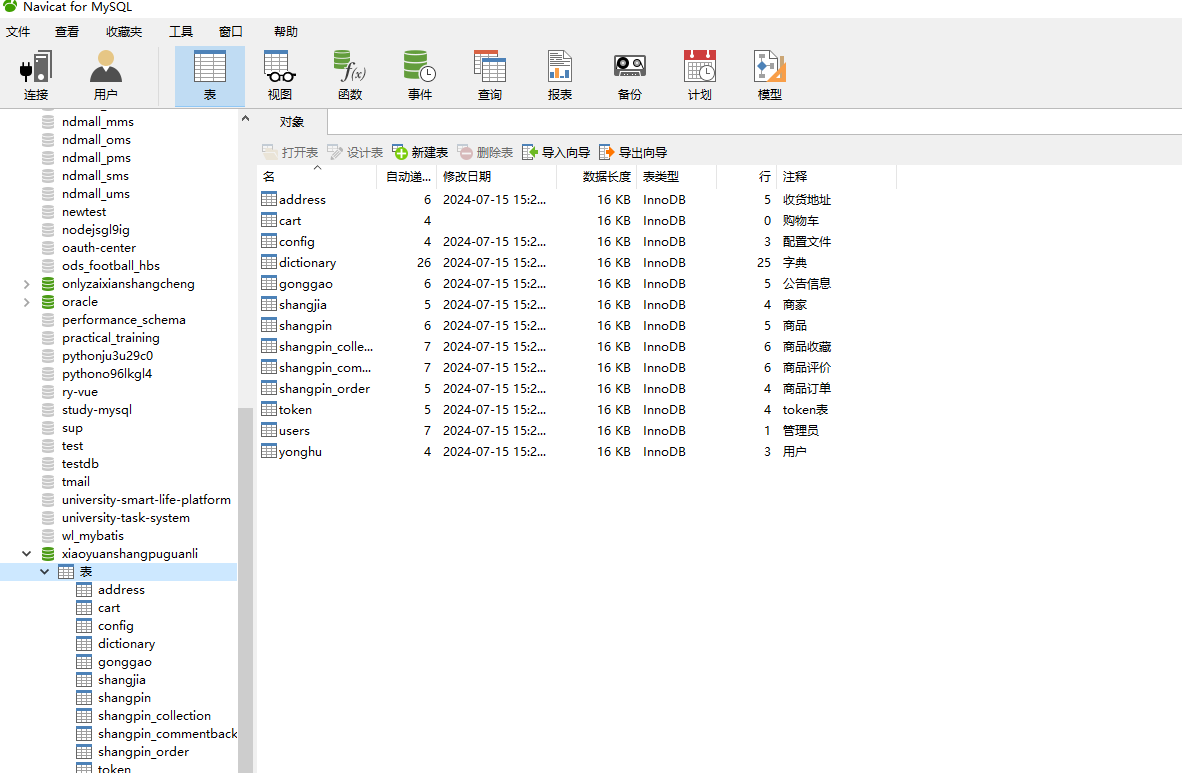 Navicat for MySQL
文件 查看 收藏夹 工具 窗口 帮助
连接 用户 表 视图 函数 事件 查询 报表 备份 计划 模型
ndmall_mms
ndmall_oms
ndmall_pms
ndmall_sms
ndmall_ums
newtest
nodejsgl9ig
oauth-center
ods_football_hbs
onlyzaixianshangcheng
oracle
performance_schema
practical_training
pythonju3u29c0
pythono96lkgl4
ry-vue
study-mysql
sup
test
testdb
tmail
university-smart-life-platform
university-task-system
wl_mybatis
xiaoyuanshangpuguanli
表
address
cart
config
dictionary
gonggao
shangjia
shangpin
shangpin_collection
shangpin_commentback
shangpin_order
token
对象
打开表 设计表 新建表 删除表 导入向导 导出向导
名 自动递... 修改日期 数据长度 表类型 行 注释
address 6 2024-07-15 15:2... 16 KB InnoDB 5 收货地址
cart 4 16 KB InnoDB 0 购物车
config 4 2024-07-15 15:2... 16 KB InnoDB 3 配置文件
dictionary 26 2024-07-15 15:2... 16 KB InnoDB 25 字典
gonggao 6 2024-07-15 15:2... 16 KB InnoDB 5 公告信息
shangjia 5 2024-07-15 15:2... 16 KB InnoDB 4 商家
shangpin 6 2024-07-15 15:2... 16 KB InnoDB 5 商品
shangpin_colle... 7 2024-07-15 15:2... 16 KB InnoDB 6 商品收藏
shangpin_com... 7 2024-07-15 15:2... 16 KB InnoDB 6 商品评价
shangpin_order 5 2024-07-15 15:2... 16 KB InnoDB 4 商品订单
token 5 2024-07-15 15:2... 16 KB InnoDB 4 token表
users 7 2024-07-15 15:2... 16 KB InnoDB 1 管理员
yonghu 4 2024-07-15 15:2... 16 KB InnoDB 3 用户